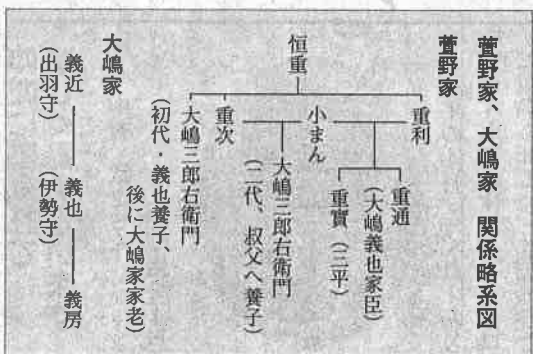 萱野家、大嶋家 関係略系図
萱野家
恒重
重利
小まん
重次
大嶋三郎右衛門
(初代・義也養子、
後に大嶋家家老)
重通
(大嶋義也家臣)
重實(三平)
大嶋三郎右衛門
(二代、叔父へ養子)
大嶋家
義近
(出羽守)
義也
(伊勢守)
義房